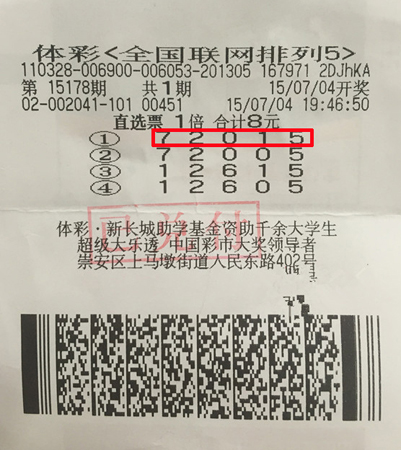 体彩<全国联网排列5>
110328-006900-006053-201305 167971 2DJhKA
第 15178期 共1期 15/07/04开奖
02-002041-101 00451 15/07/04 19:46:50
直选票 1倍 合计8元
① 7 2 0 1 5
② 7 2 0 0 5
③ 1 2 6 1 5
④ 1 2 6 0 5
已兑付
体彩·新长城助学基金资助千余大学生
超级大乐透 中国彩市大奖领导者
崇安区上马墩街道人民东路402号